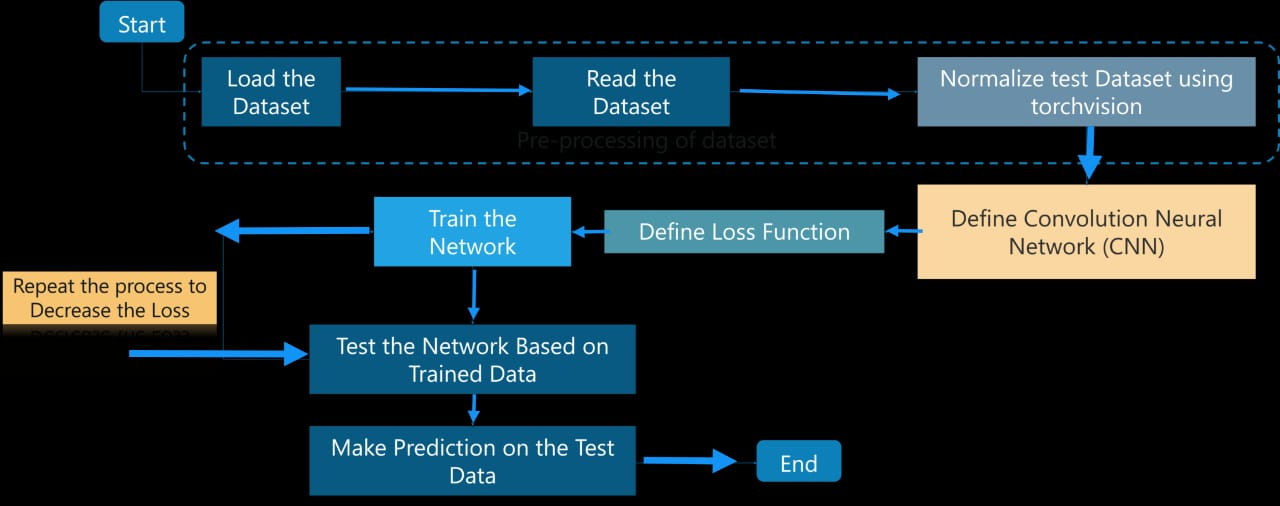 Start
Load the
Dataset
Read the
Dataset
Normalize test Dataset using
torchvision
Pre-processing of dataset
Define Convolution Neural
Network (CNN)
Define Loss Function
Train the
Network
Repeat the process to
Decrease the Loss
Test the Network Based on
Trained Data
Make Prediction on the Test
Data
End